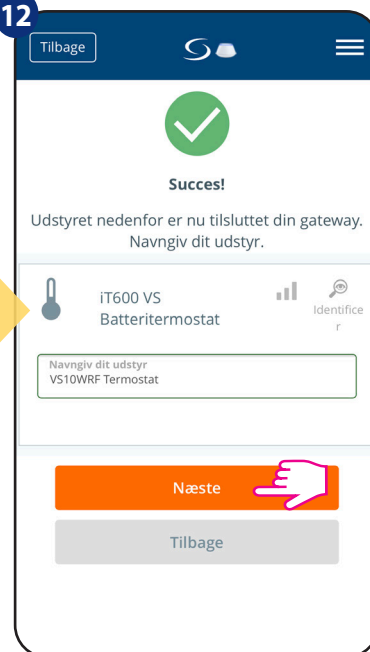 12
Tilbage
Succes!
Udstyret nedenfor er nu tilsluttet din gateway.
Navngiv dit udstyr.
iT600 VS
Batteritermostat
Identifice
r
Navngiv dit udstyr
VS10WRF Termostat
Næste
Tilbage